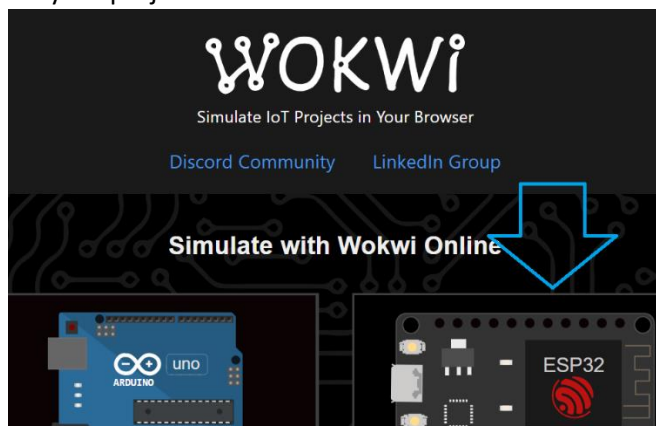 WOKWi
Simulate IoT Projects in Your Browser
Discord Community LinkedIn Group
Simulate with Wokwi Online
uno
ARDUINO
ESP32